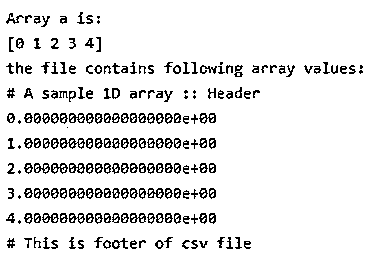 Array a is:
[0 1 2 3 4]
the file contains following array values:
# A sample 1D array :: Header
0.000000000000000000e+00
1.000000000000000000e+00
2.000000000000000000e+00
3.000000000000000000e+00
4.000000000000000000e+00
# This is footer of csv file